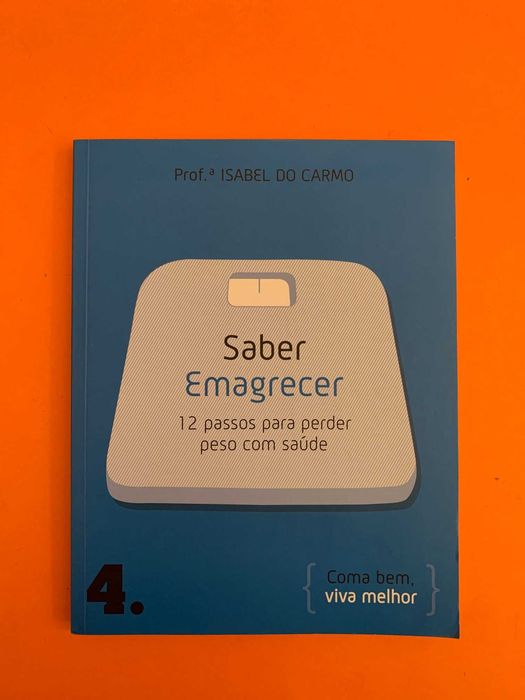 Prof.ª ISABEL DO CARMO
Saber
Emagrecer
12 passos para perder
peso com saúde
4.
{ Coma bem,
viva melhor }